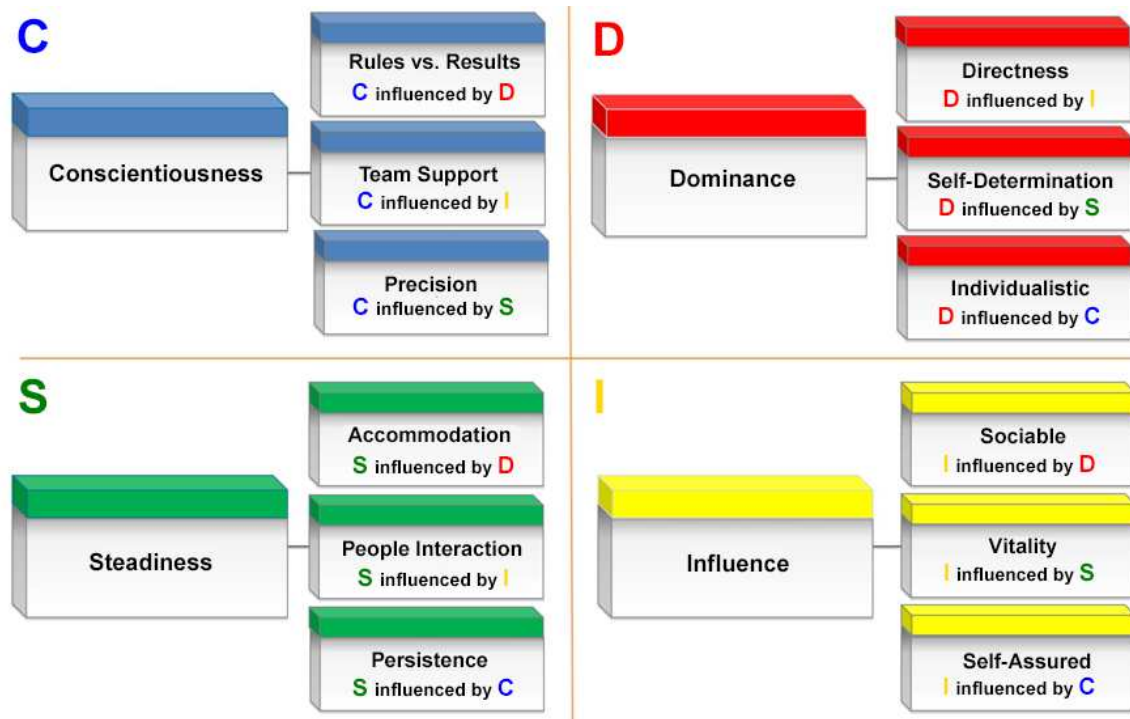 C
Conscientiousness
Rules vs. Results
C influenced by D
Team Support
C influenced by I
Precision
C influenced by S
D
Dominance
Directness
D influenced by I
Self-Determination
D influenced by S
Individualistic
D influenced by C
S
Steadiness
Accommodation
S influenced by D
People Interaction
S influenced by I
Persistence
S influenced by C
I
Influence
Sociable
I influenced by D
Vitality
I influenced by S
Self-Assured
I influenced by C